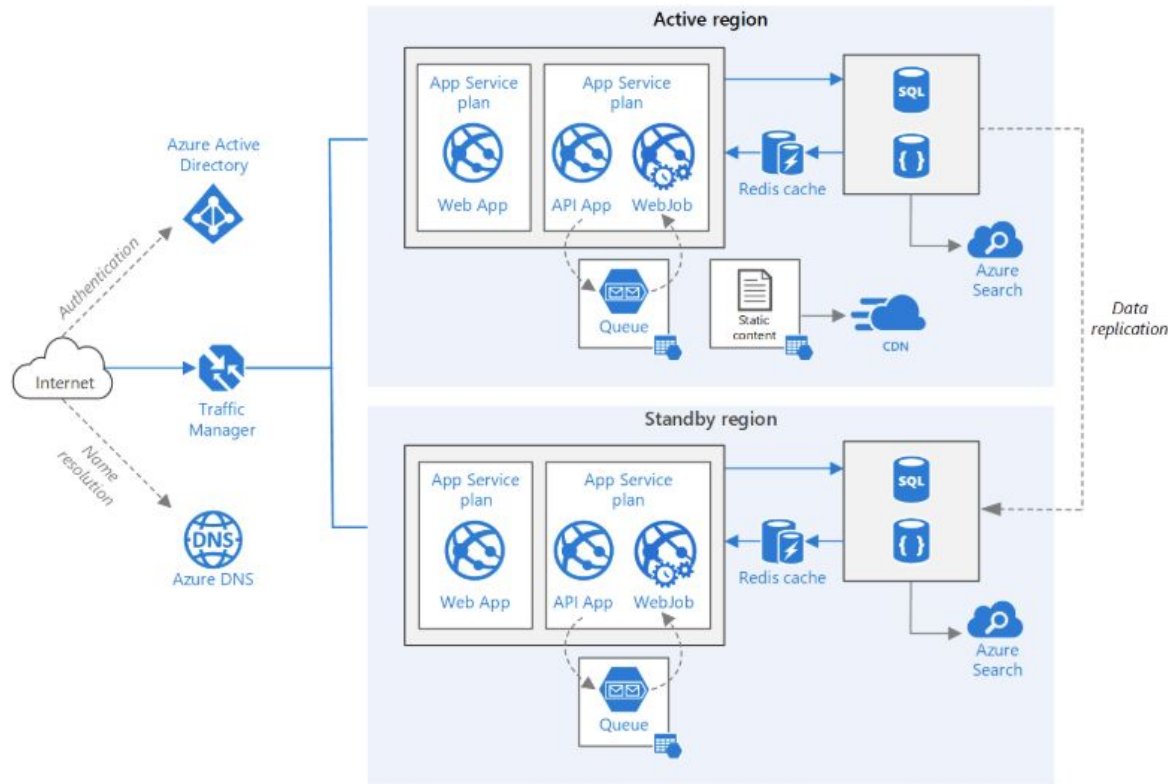 Active region
App Service
plan
Web App
App Service
plan
API App
WebJob
SQL
{ }
Redis cache
Azure
Search
Queue
Static
content
CDN
Data
replication
Azure Active
Directory
Authentication
Internet
Traffic
Manager
Name
resolution
DNS
Azure DNS
Standby region
App Service
plan
Web App
App Service
plan
API App
WebJob
SQL
{ }
Redis cache
Azure
Search
Queue